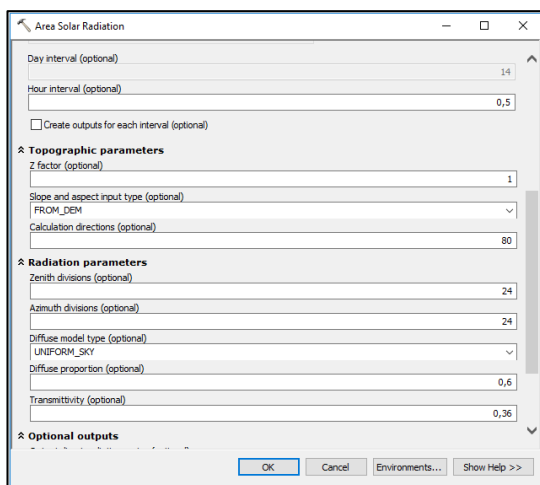 Area Solar Radiation
Day interval (optional)
14
Hour interval (optional)
0,5
Create outputs for each interval (optional)
Topographic parameters
Z factor (optional)
1
Slope and aspect input type (optional)
FROM_DEM
Calculation directions (optional)
80
Radiation parameters
Zenith divisions (optional)
24
Azimuth divisions (optional)
24
Diffuse model type (optional)
UNIFORM_SKY
Diffuse proportion (optional)
0,6
Transmittivity (optional)
0,36
Optional outputs
OK Cancel Environments... Show Help >>